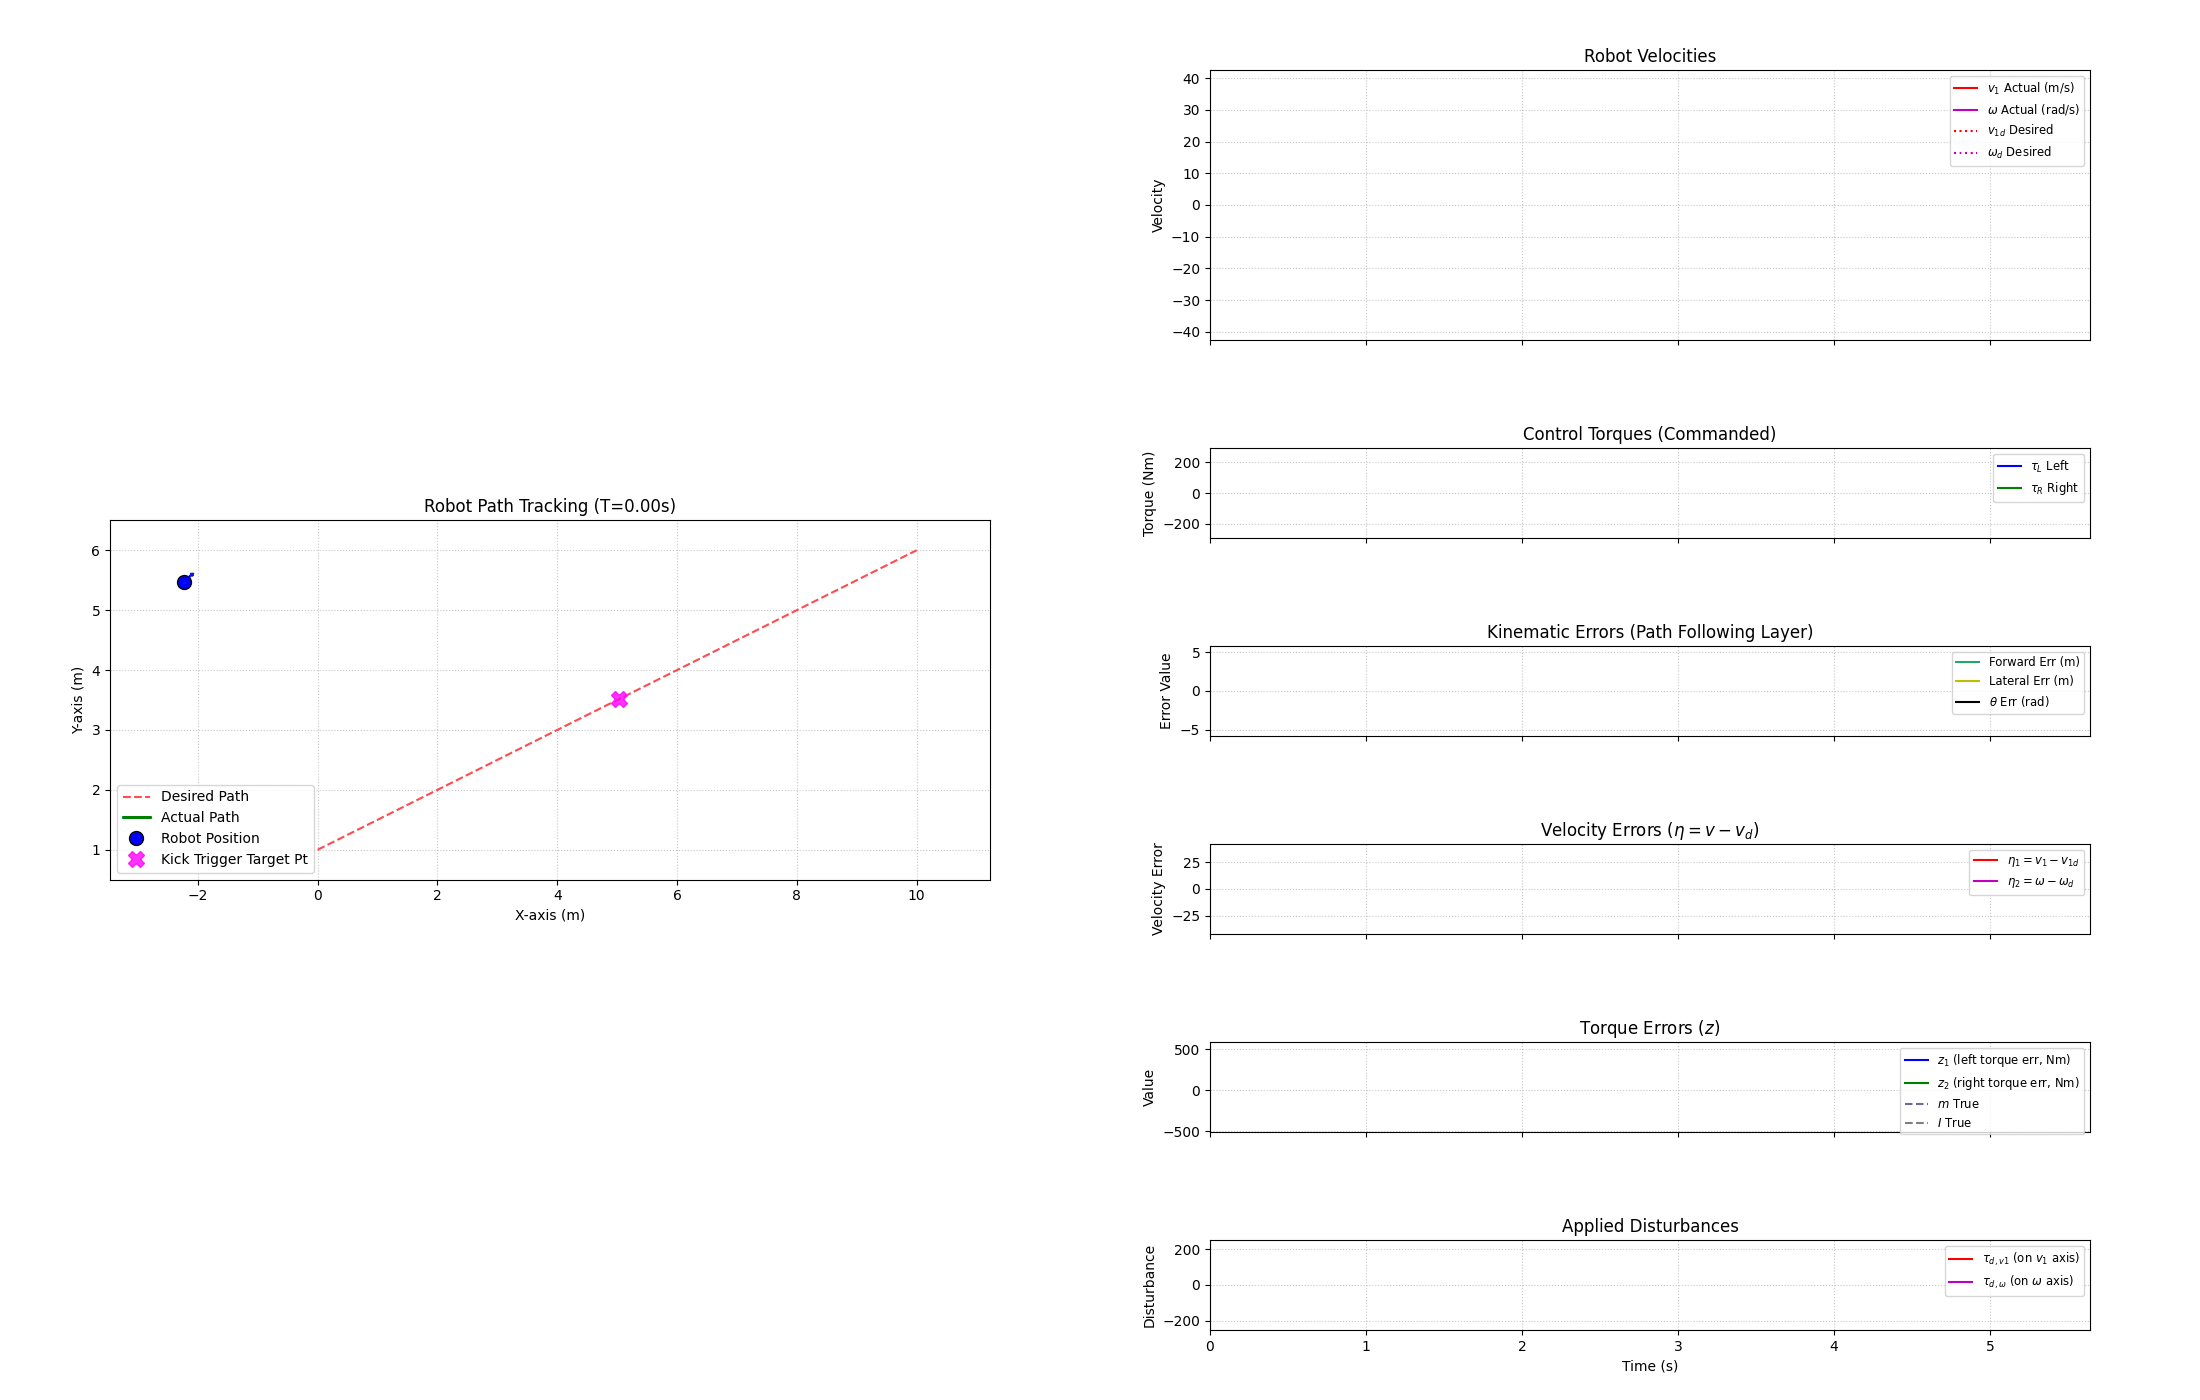 Robot Path Tracking (T=0.00s)
Y-axis (m)
6
5
4
3
2
1
Desired Path
Actual Path
Robot Position
Kick Trigger Target Pt
−2 0 2 4 6 8 10
X-axis (m)
Robot Velocities
Velocity
40
30
20
10
0
−10
−20
−30
−40
v₁ Actual (m/s)
ω Actual (rad/s)
v₁d Desired
ωd Desired
Control Torques (Commanded)
Torque (Nm)
200
0
−200
τL Left
τR Right
Kinematic Errors (Path Following Layer)
Error Value
5
0
−5
Forward Err (m)
Lateral Err (m)
θ Err (rad)
Velocity Errors (η = v − vd)
Velocity Error
25
0
−25
η₁ = v₁ − v₁d
η₂ = ω − ωd
Torque Errors (z)
Value
500
0
−500
z₁ (left torque err, Nm)
z₂ (right torque err, Nm)
m True
I True
Applied Disturbances
Disturbance
200
0
−200
τd,v1 (on v₁ axis)
τd,ω (on ω axis)
0 1 2 3 4 5
Time (s)